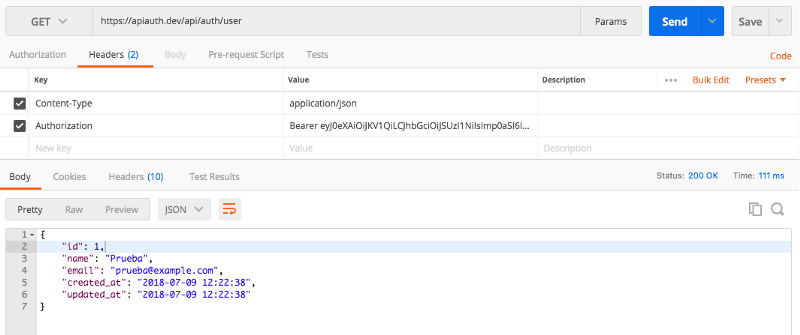 GET https://apiauth.dev/api/auth/user Params Send Save
Authorization Headers (2) Body Pre-request Script Tests Code
Key Value Description ••• Bulk Edit Presets
Content-Type application/json
Authorization Bearer eyJ0eXAiOiJKV1QiLCJhbGciOiJSUzI1NiIsImp0aSI6I...
New key Value Description
Body Cookies Headers (10) Test Results Status: 200 OK Time: 111 ms
Pretty Raw Preview JSON
1 {
2 "id": 1,
3 "name": "Prueba",
4 "email": "prueba@example.com",
5 "created_at": "2018-07-09 12:22:38",
6 "updated_at": "2018-07-09 12:22:38"
7 }